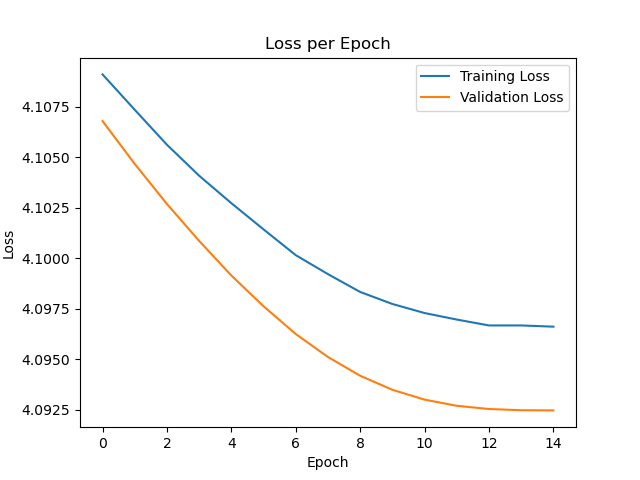 Loss per Epoch
Training Loss
Validation Loss
4.1075
4.1050
4.1025
4.1000
4.0975
4.0950
4.0925
Loss
0 2 4 6 8 10 12 14
Epoch